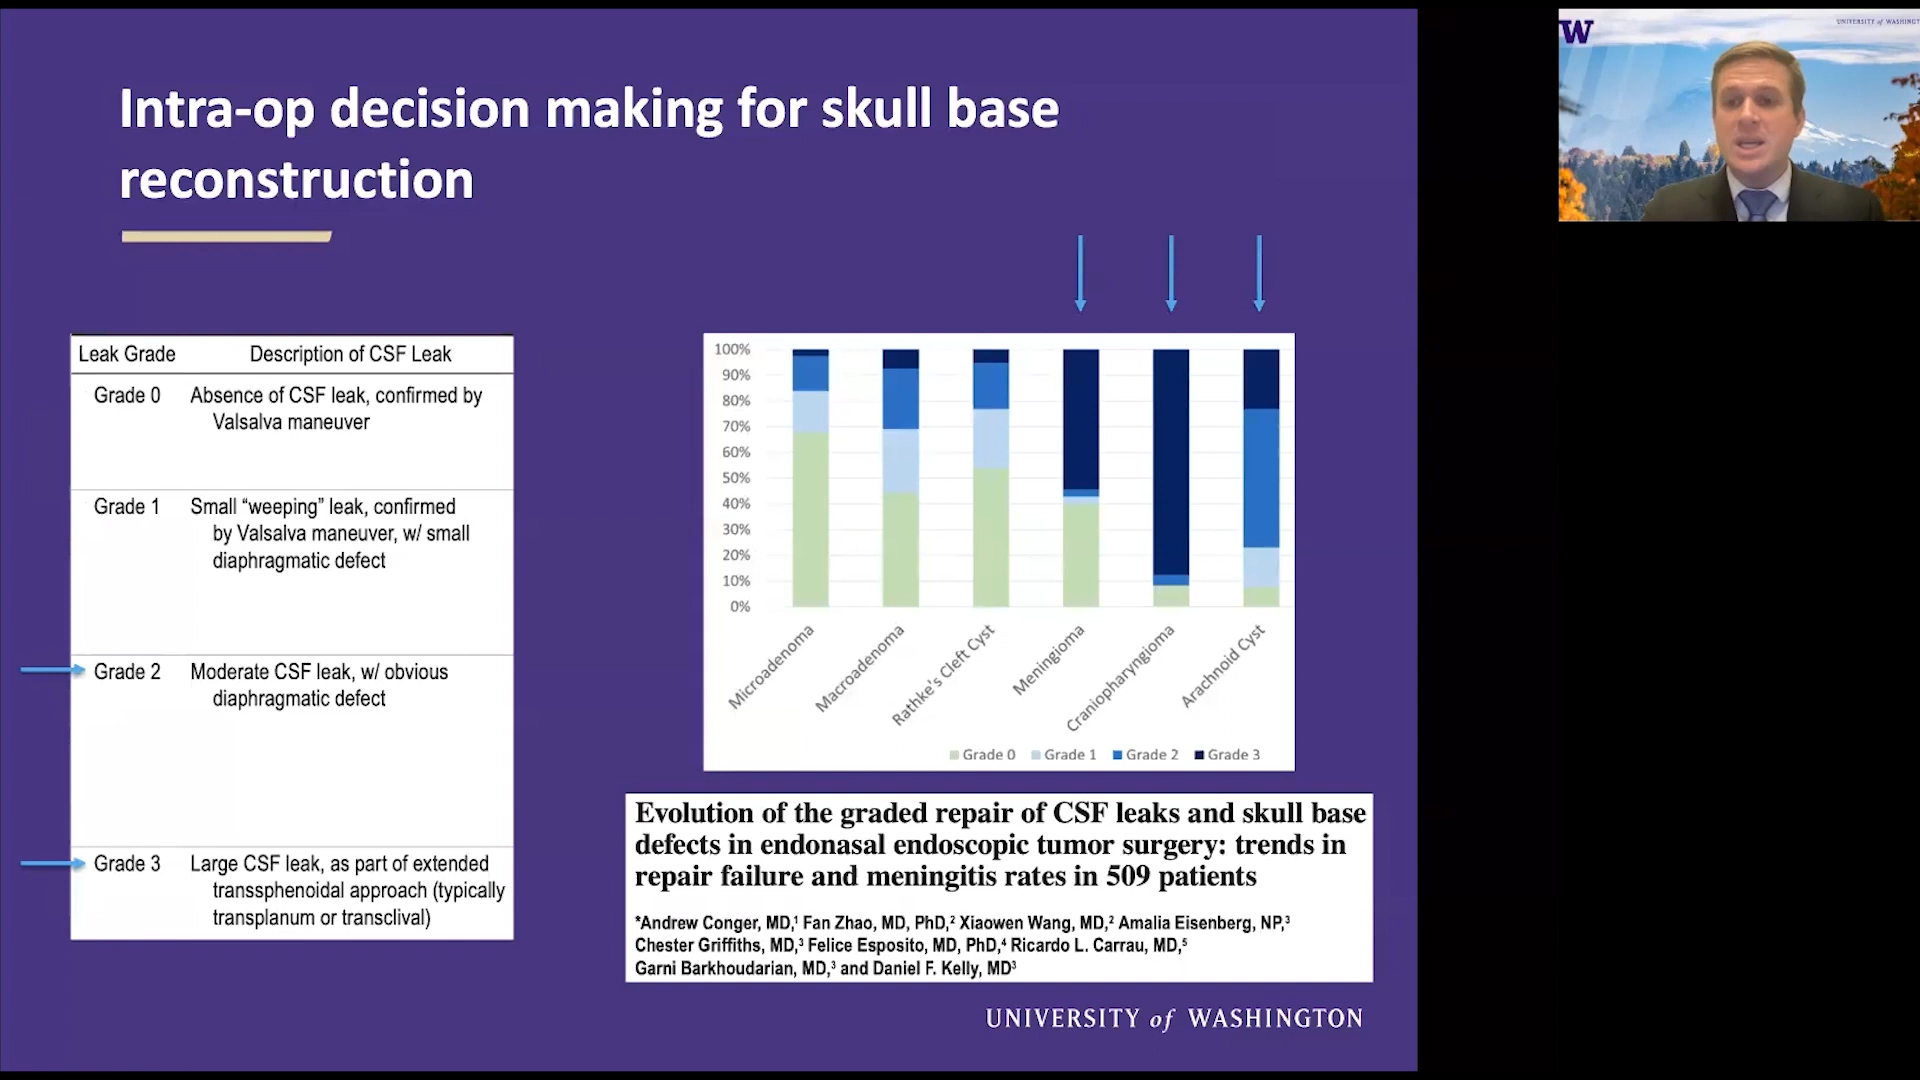 Intra-op decision making for skull base
reconstruction
Leak Grade Description of CSF Leak
Grade 0 Absence of CSF leak, confirmed by
Valsalva maneuver
Grade 1 Small “weeping” leak, confirmed
by Valsalva maneuver, w/ small
diaphragmatic defect
Grade 2 Moderate CSF leak, w/ obvious
diaphragmatic defect
Grade 3 Large CSF leak, as part of extended
transsphenoidal approach (typically
transplanum or transclival)
100%
90%
80%
70%
60%
50%
40%
30%
20%
10%
0%
Microadenoma
Macroadenoma
Rathke's Cleft Cyst
Meningioma
Craniopharyngioma
Arachnoid Cyst
Grade 0 Grade 1 Grade 2 Grade 3
Evolution of the graded repair of CSF leaks and skull base
defects in endonasal endoscopic tumor surgery: trends in
repair failure and meningitis rates in 509 patients
*Andrew Conger, MD,¹ Fan Zhao, MD, PhD,² Xiaowen Wang, MD,² Amalia Eisenberg, NP,³
Chester Griffiths, MD,³ Felice Esposito, MD, PhD,⁴ Ricardo L. Carrau, MD,⁵
Garni Barkhoudarian, MD,³ and Daniel F. Kelly, MD³
UNIVERSITY of WASHINGTON
W
UNIVERSITY of WASHINGT